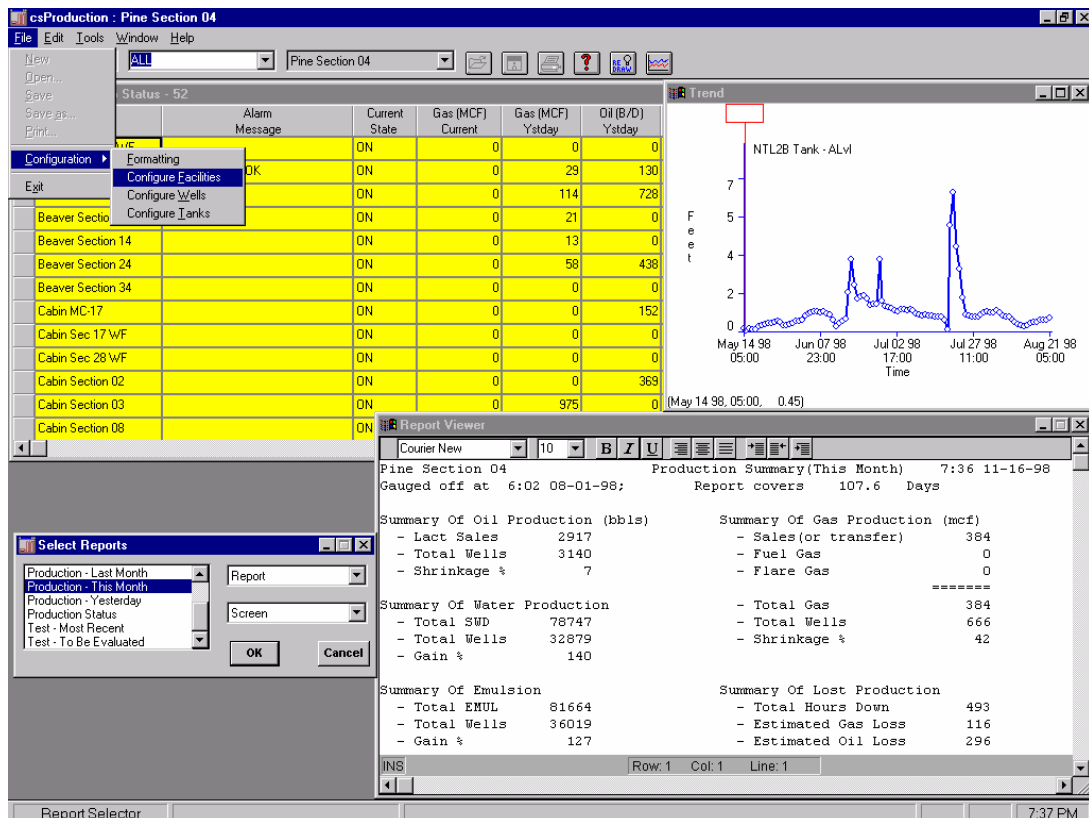 csProduction : Pine Section 04
File Edit Tools Window Help
ALL Pine Section 04
New
Open...
Save
Save as...
Print...
Configuration
Exit
Formatting
Configure Facilities
Configure Wells
Configure Tanks
Status - 52
Alarm Message Current State Gas (MCF) Current Gas (MCF) Ystday Oil (B/D) Ystday
WF ON 0 0 0
OK ON 0 29 130
ON 0 114 728
Beaver Sectio ON 0 21 0
Beaver Section 14 ON 0 13 0
Beaver Section 24 ON 0 58 438
Beaver Section 34 ON 0 0 0
Cabin MC-17 ON 0 0 152
Cabin Sec 17 WF ON 0 0 0
Cabin Sec 28 WF ON 0 0 0
Cabin Section 02 ON 0 0 369
Cabin Section 03 ON 0 975 0
Cabin Section 08 ON
Trend
NTL2B Tank - ALvl
Feet
7
5
4
2
0
May 14 98 Jun 07 98 Jul 02 98 Jul 27 98 Aug 21 98
05:00 23:00 17:00 11:00 05:00
Time
(May 14 98, 05:00, 0.45)
Report Viewer
Courier New 10 B I U
Pine Section 04 Production Summary(This Month) 7:36 11-16-98
Gauged off at 6:02 08-01-98; Report covers 107.6 Days
Summary Of Oil Production (bbls) Summary Of Gas Production (mcf)
- Lact Sales 2917 - Sales(or transfer) 384
- Total Wells 3140 - Fuel Gas 0
- Shrinkage % 7 - Flare Gas 0
=======
Summary Of Water Production - Total Gas 384
- Total SWD 78747 - Total Wells 666
- Total Wells 32879 - Shrinkage % 42
- Gain % 140
Summary Of Emulsion Summary Of Lost Production
- Total EMUL 81664 - Total Hours Down 493
- Total Wells 36019 - Estimated Gas Loss 116
- Gain % 127 - Estimated Oil Loss 296
INS Row: 1 Col: 1 Line: 1
Select Reports
Production - Last Month
Production - This Month
Production - Yesterday
Production Status
Test - Most Recent
Test - To Be Evaluated
Report
Screen
OK Cancel
Report Selector 7:37 PM